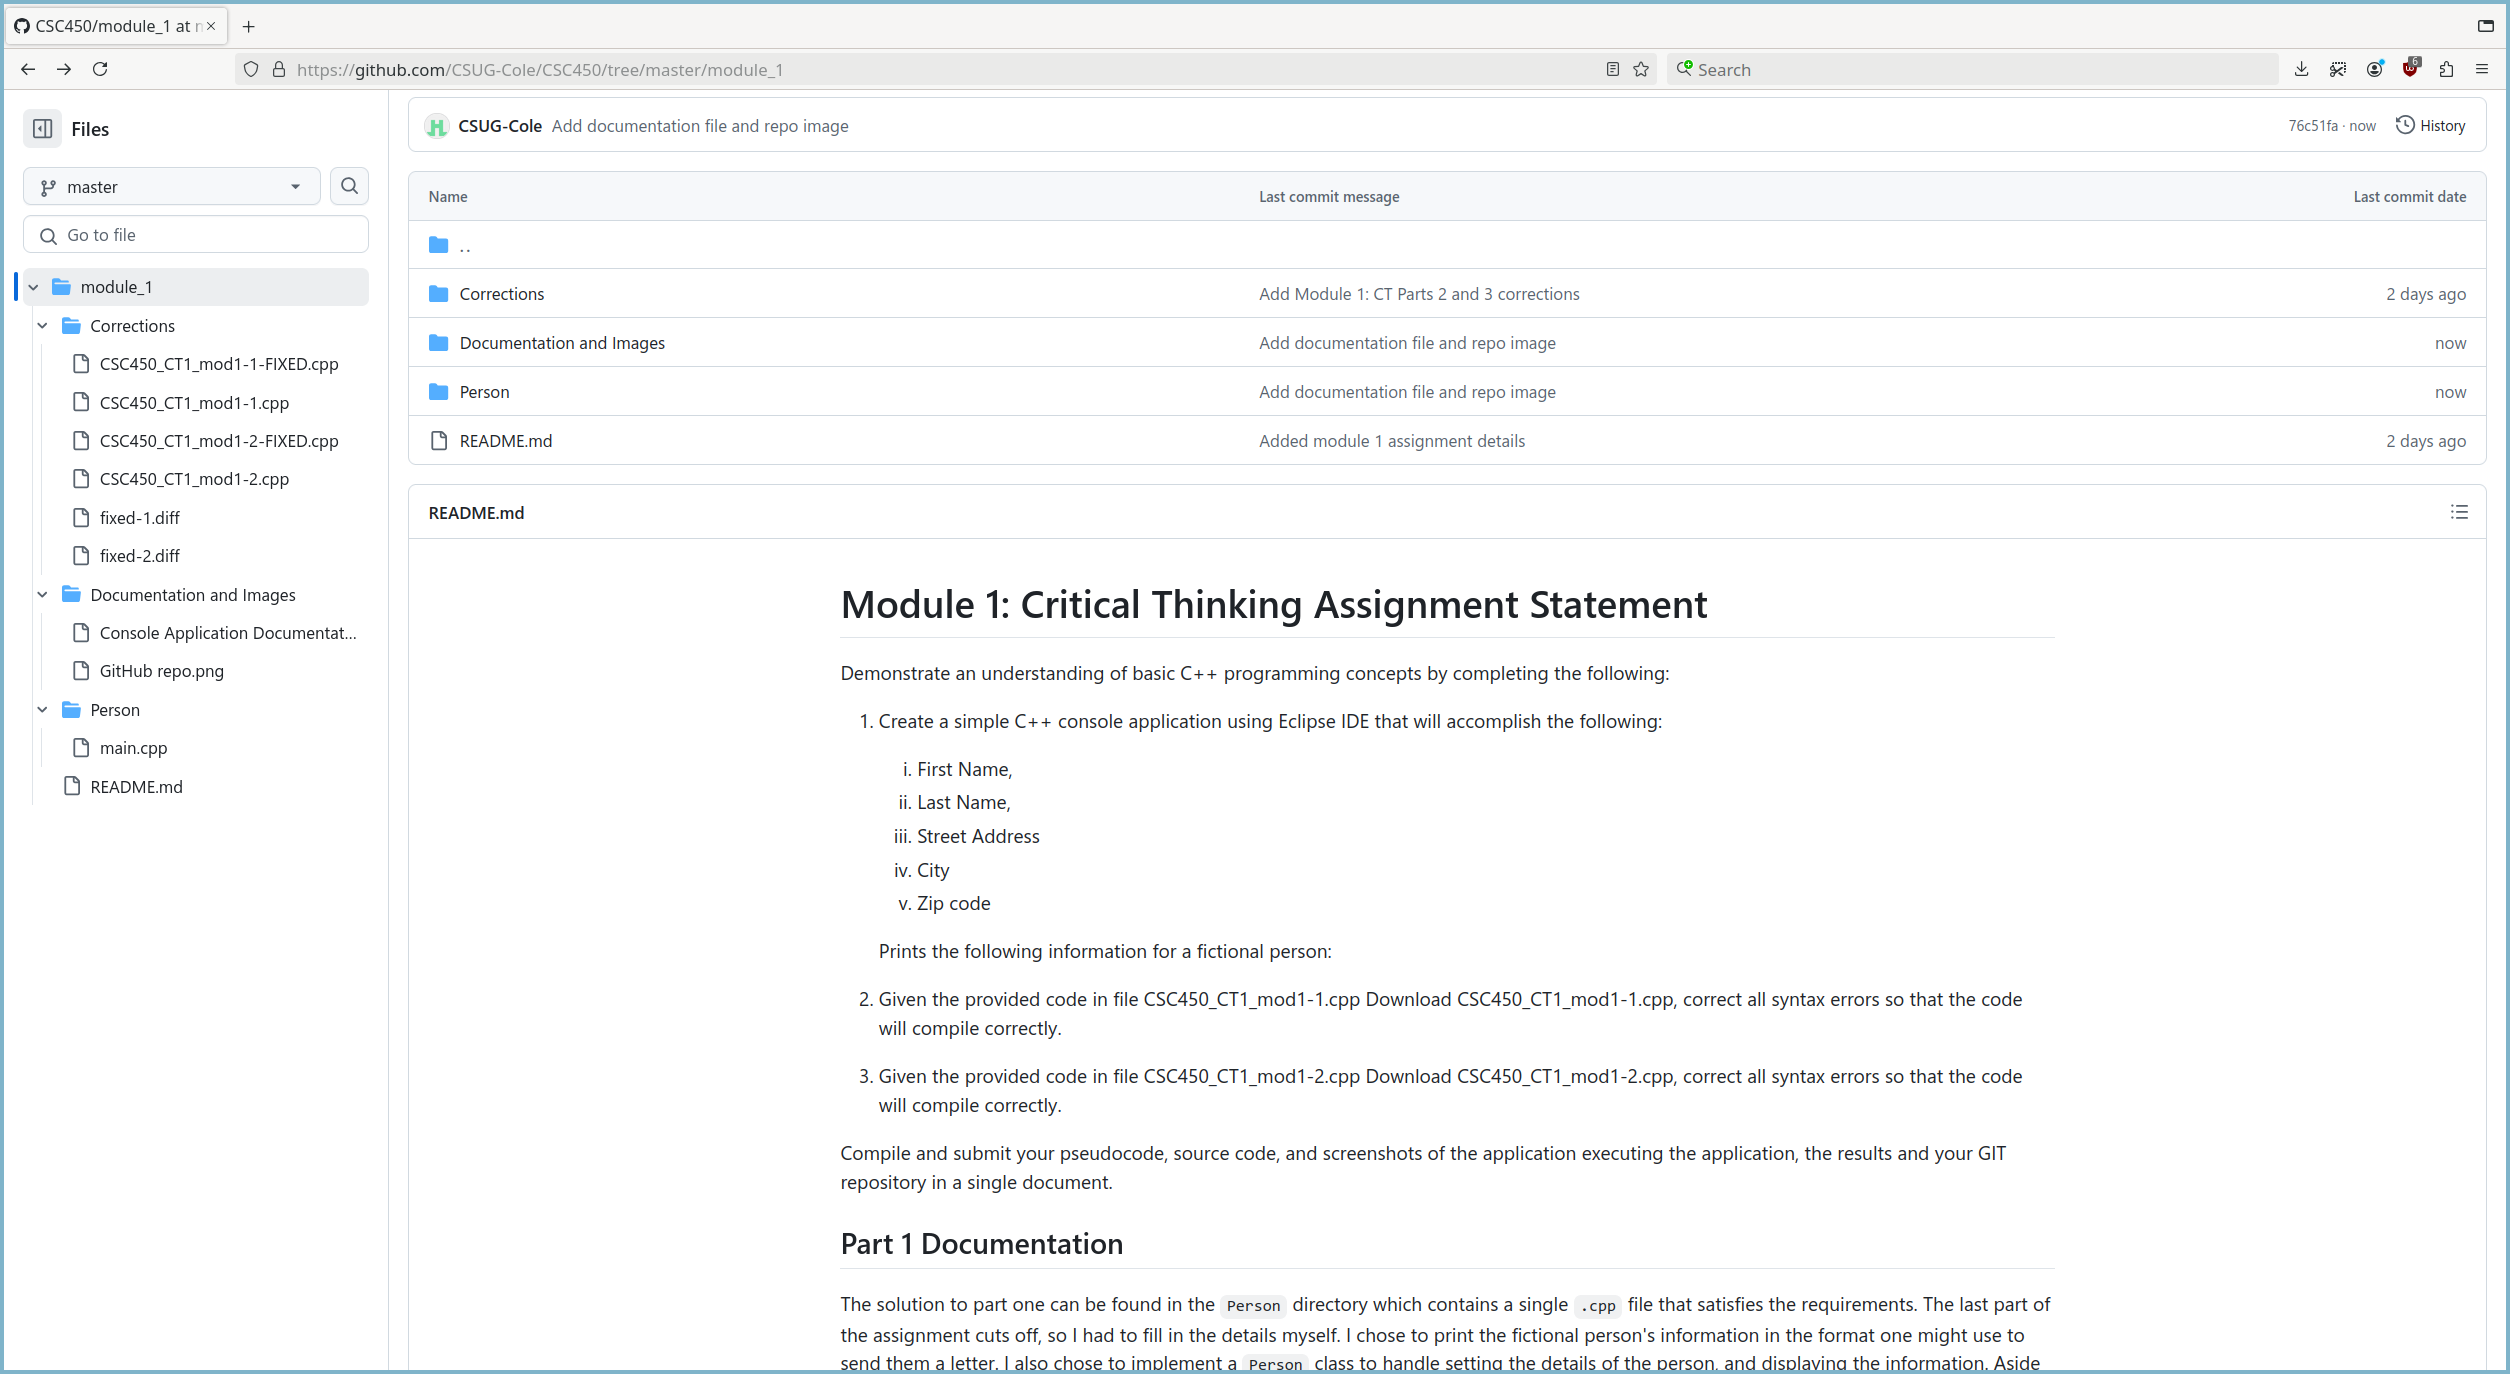 CSC450/module_1 at
https://github.com/CSUG-Cole/CSC450/tree/master/module_1
Search
6
Files
master
Go to file
module_1
Corrections
CSC450_CT1_mod1-1-FIXED.cpp
CSC450_CT1_mod1-1.cpp
CSC450_CT1_mod1-2-FIXED.cpp
CSC450_CT1_mod1-2.cpp
fixed-1.diff
fixed-2.diff
Documentation and Images
Console Application Documentat...
GitHub repo.png
Person
main.cpp
README.md
CSUG-Cole Add documentation file and repo image 76c51fa · now History
Name Last commit message Last commit date
..
Corrections Add Module 1: CT Parts 2 and 3 corrections 2 days ago
Documentation and Images Add documentation file and repo image now
Person Add documentation file and repo image now
README.md Added module 1 assignment details 2 days ago
README.md
Module 1: Critical Thinking Assignment Statement
Demonstrate an understanding of basic C++ programming concepts by completing the following:
1. Create a simple C++ console application using Eclipse IDE that will accomplish the following:
i. First Name,
ii. Last Name,
iii. Street Address
iv. City
v. Zip code
Prints the following information for a fictional person:
2. Given the provided code in file CSC450_CT1_mod1-1.cpp Download CSC450_CT1_mod1-1.cpp, correct all syntax errors so that the code
will compile correctly.
3. Given the provided code in file CSC450_CT1_mod1-2.cpp Download CSC450_CT1_mod1-2.cpp, correct all syntax errors so that the code
will compile correctly.
Compile and submit your pseudocode, source code, and screenshots of the application executing the application, the results and your GIT
repository in a single document.
Part 1 Documentation
The solution to part one can be found in the Person directory which contains a single .cpp file that satisfies the requirements. The last part of
the assignment cuts off, so I had to fill in the details myself. I chose to print the fictional person's information in the format one might use to
send them a letter. I also chose to implement a Person class to handle setting the details of the person, and displaying the information. Aside